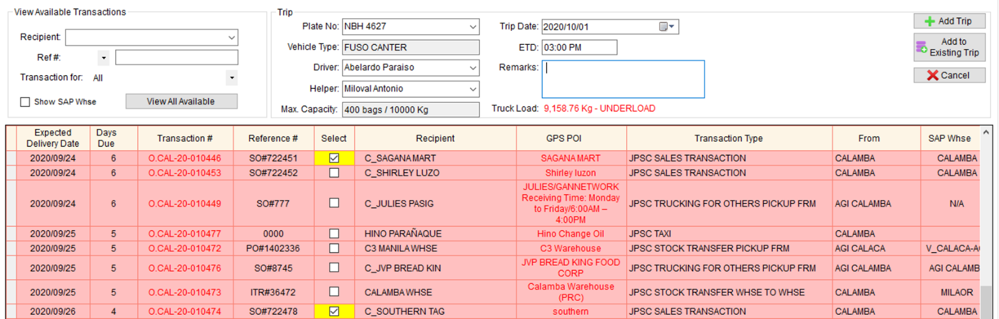 View Available Transactions
Recipient:
Ref #:
Transaction for: All
Show SAP Whse
View All Available
Trip
Plate No: NBH 4627
Vehicle Type: FUSO CANTER
Driver: Abelardo Paraiso
Helper: Miloval Antonio
Max. Capacity: 400 bags / 10000 Kg
Trip Date: 2020/10/01
ETD: 03:00 PM
Remarks:
Truck Load: 9,158.76 Kg - UNDERLOAD
Add Trip
Add to
Existing Trip
Cancel
Expected
Delivery Date
Days
Due
Transaction #
Reference #
Select
Recipient
GPS POI
Transaction Type
From
SAP Whse
2020/09/24 6 O.CAL-20-010446 SO#722451 C_SAGANA MART SAGANA MART JPSC SALES TRANSACTION CALAMBA CALAMBA
2020/09/24 6 O.CAL-20-010453 SO#722452 C_SHIRLEY LUZO Shirley luzon JPSC SALES TRANSACTION CALAMBA CALAMBA
2020/09/24 6 O.CAL-20-010449 SO#777 C_JULIES PASIG
JULIES/GANNETWORK
Receiving Time: Monday
to Friday/6:00AM –
4:00PM
JPSC TRUCKING FOR OTHERS PICKUP FRM AGI CALAMBA N/A
2020/09/25 5 O.CAL-20-010477 0000 HINO PARAÑAQUE Hino Change Oil JPSC TAXI CALAMBA
2020/09/25 5 O.CAL-20-010472 PO#1402336 C3 MANILA WHSE C3 Warehouse JPSC STOCK TRANSFER PICKUP FRM AGI CALACA V_CALACA-A
2020/09/25 5 O.CAL-20-010476 SO#8745 C_JVP BREAD KIN
JVP BREAD KING FOOD
CORP
JPSC TRUCKING FOR OTHERS PICKUP FRM AGI CALAMBA AGI CALAMB
2020/09/25 5 O.CAL-20-010473 ITR#36472 CALAMBA WHSE
Calamba Warehouse
(PRC)
JPSC STOCK TRANSFER WHSE TO WHSE CALAMBA MILAOR
2020/09/26 4 O.CAL-20-010474 SO#722478 C_SOUTHERN TAG southern JPSC SALES TRANSACTION CALAMBA CALAMBA